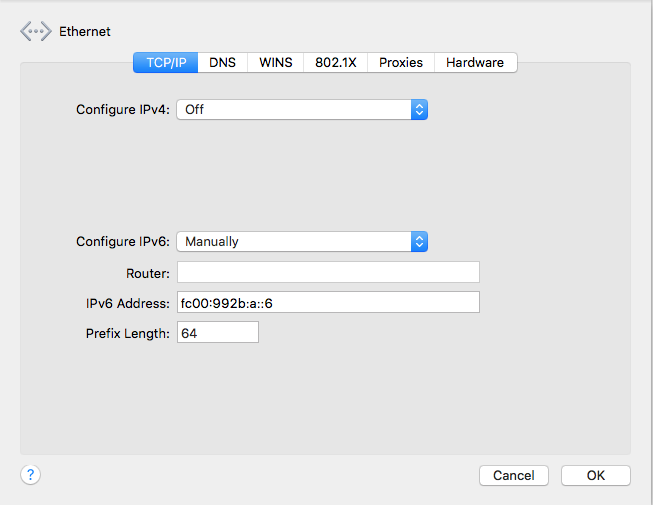 Ethernet
TCP/IP DNS WINS 802.1X Proxies Hardware
Configure IPv4: Off
Configure IPv6: Manually
Router:
IPv6 Address: fc00:992b:a::6
Prefix Length: 64
? Cancel OK